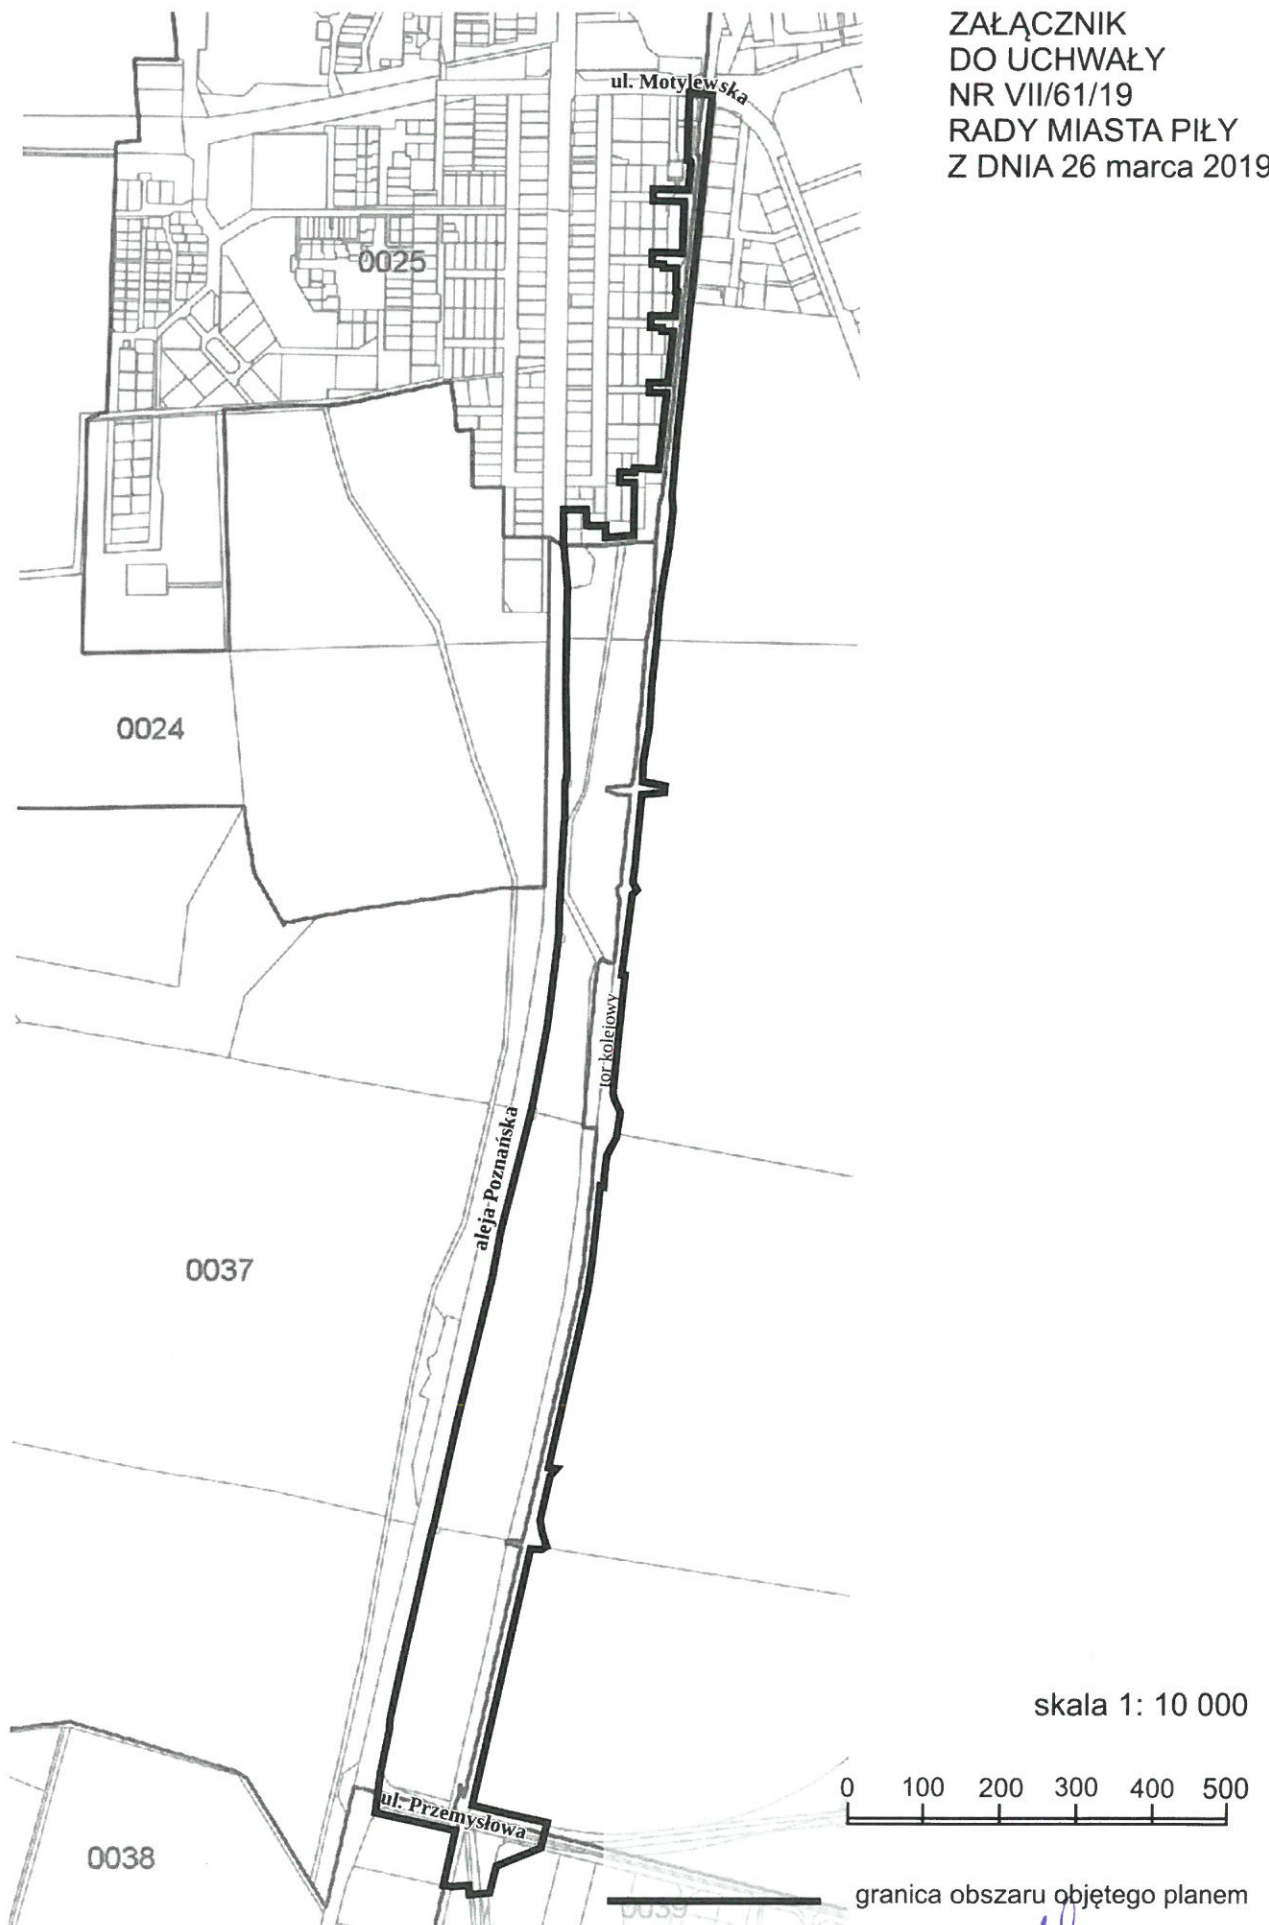 ZAŁĄCZNIK
DO UCHWAŁY
NR VII/61/19
RADY MIASTA PIŁY
Z DNIA 26 marca 2019
ul. Motylewska
0025
0024
tor kolejowy
aleja Poznańska
0037
skala 1: 10 000
0 100 200 300 400 500
ul. Przemysłowa
0038
granica obszaru objętego planem
0039